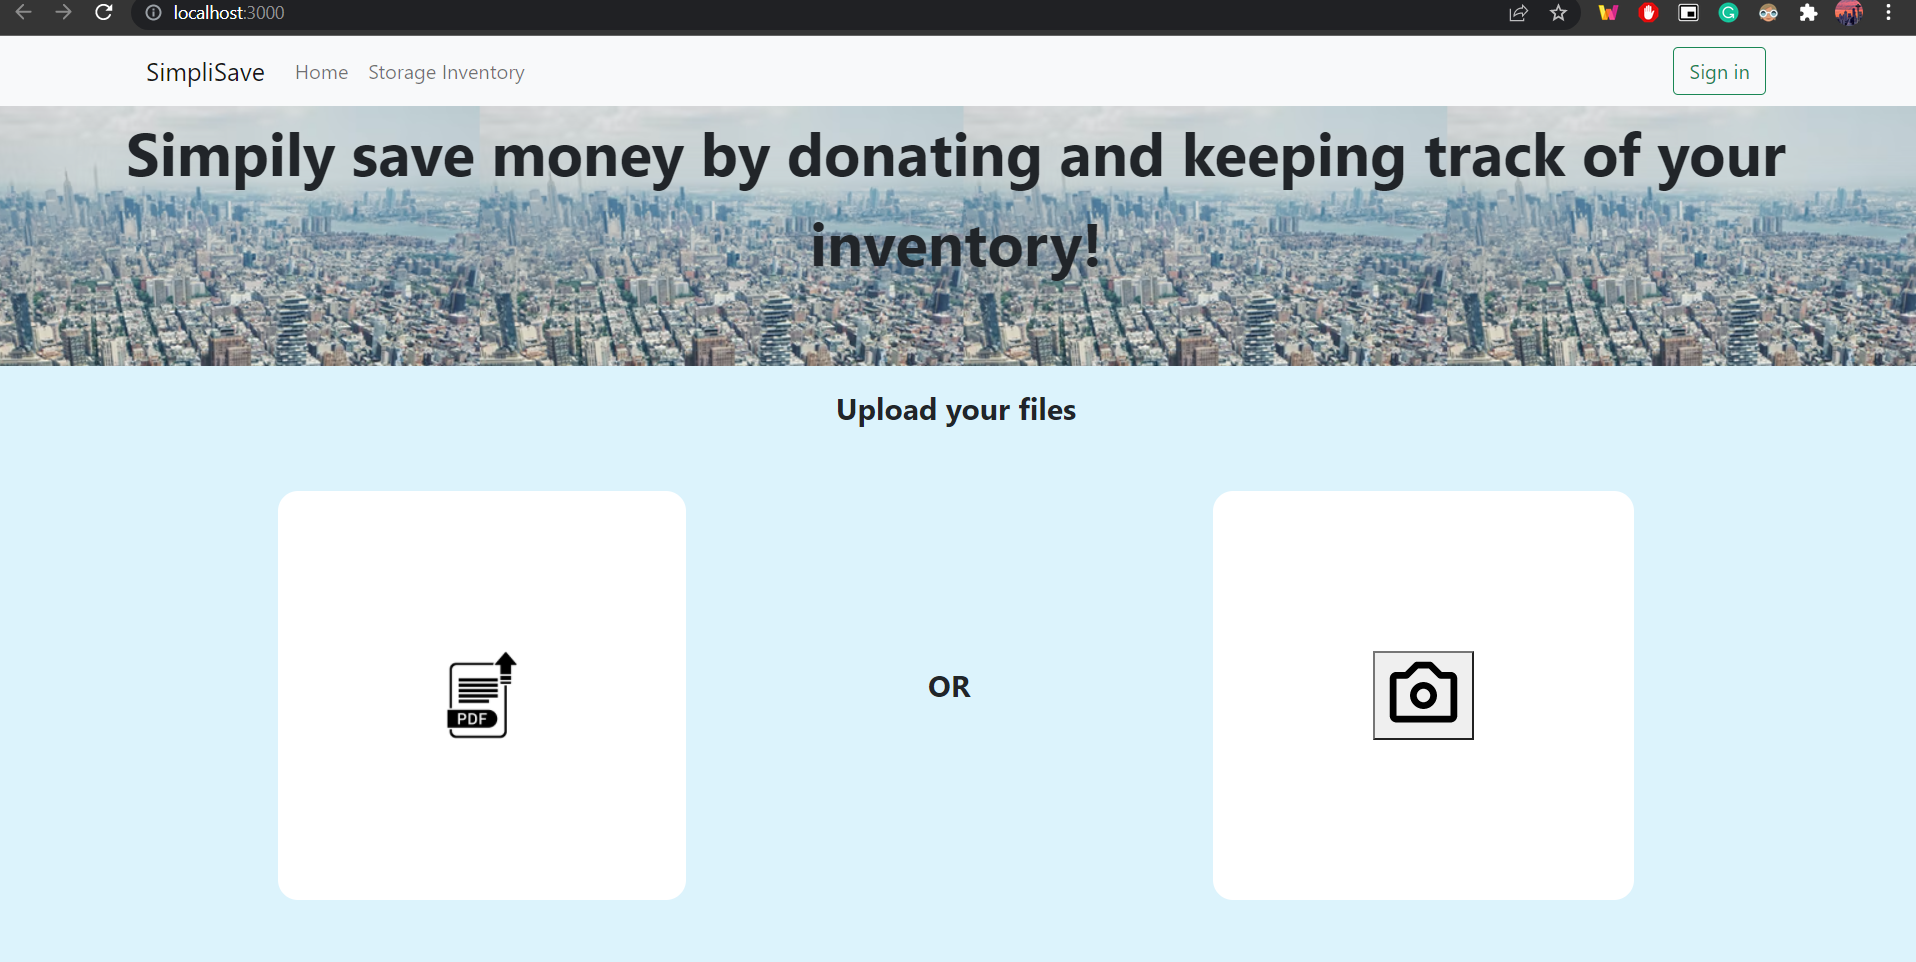 localhost:3000
SimpliSave Home Storage Inventory Sign in
Simpily save money by donating and keeping track of your
inventory!
Upload your files
PDF
OR